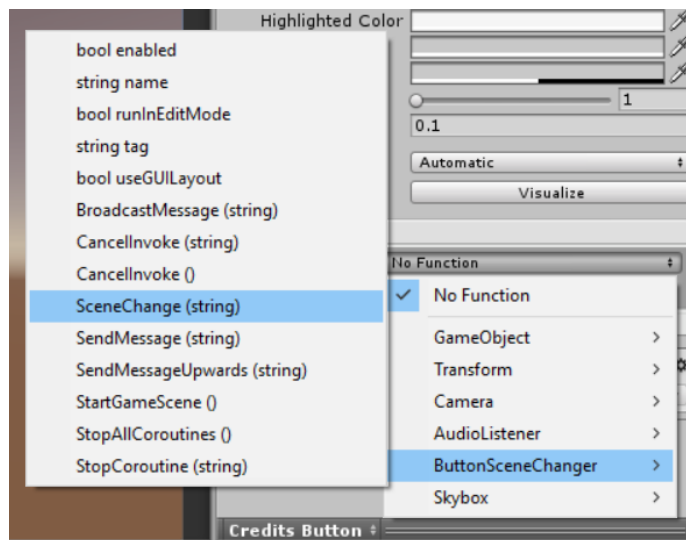 Highlighted Color
1
0.1
Automatic
Visualize
No Function
bool enabled
string name
bool runInEditMode
string tag
bool useGUILayout
BroadcastMessage (string)
CancelInvoke (string)
CancelInvoke ()
SceneChange (string)
SendMessage (string)
SendMessageUpwards (string)
StartGameScene ()
StopAllCoroutines ()
StopCoroutine (string)
No Function
GameObject
Transform
Camera
AudioListener
ButtonSceneChanger
Skybox
Credits Button